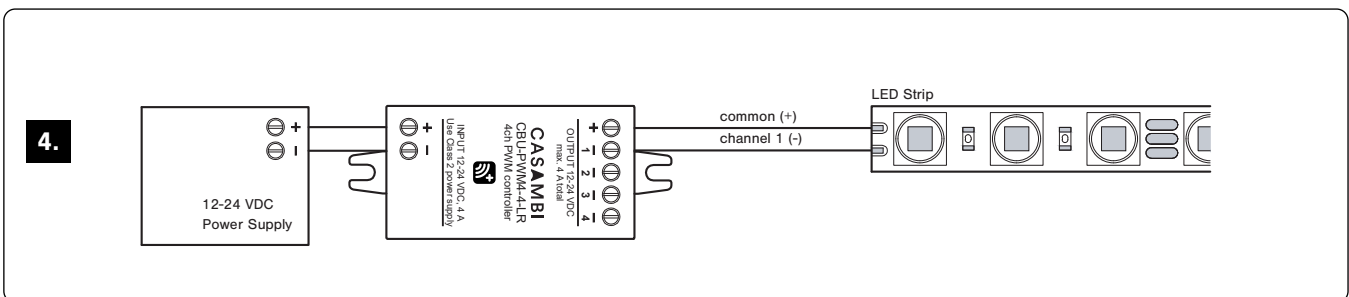 4.
12-24 VDC
Power Supply
+
-
+
-
INPUT 12-24 VDC, 4 A
Use Class 2 power supply
CASAMBI
CBU-PWM4-4-LR
4ch PWM controller
OUTPUT 12-24 VDC
max. 4 A total
+
1 -
2 -
3 -
4 -
common (+)
channel 1 (-)
LED Strip